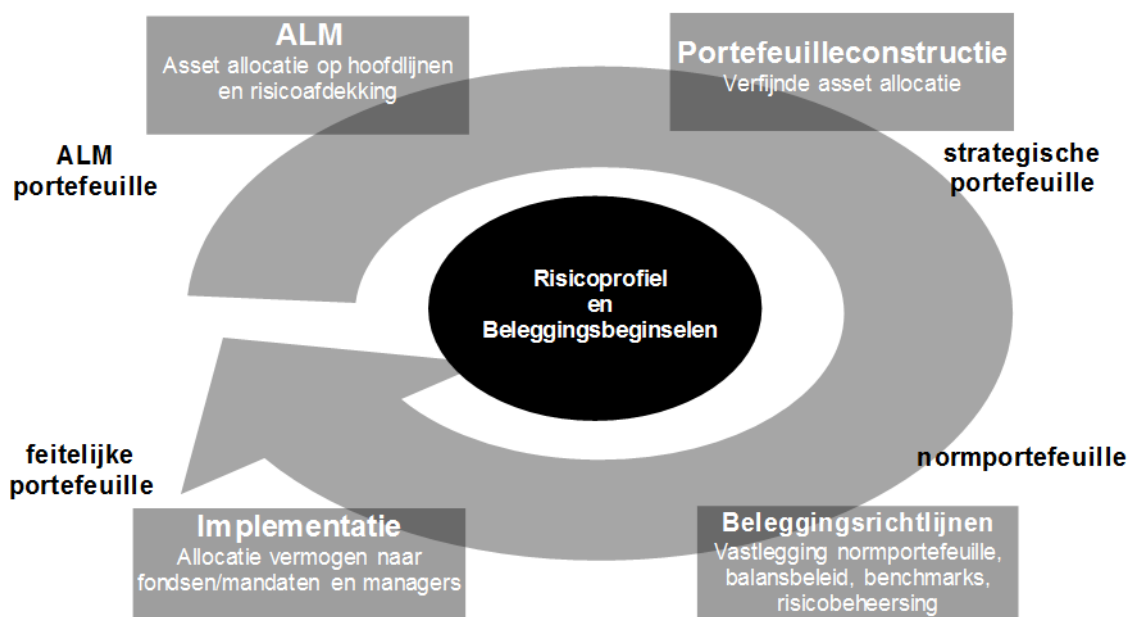 ALM
Asset allocatie op hoofdlijnen
en risicoafdekking
Portefeuilleconstructie
Verfijnde asset allocatie
ALM
portefeuille
strategische
portefeuille
Risicoprofiel
en
Beleggingsbeginselen
feitelijke
portefeuille
normportefeuille
Implementatie
Allocatie vermogen naar
fondsen/mandaten en managers
Beleggingsrichtlijnen
Vastlegging normportefeuille,
balansbeleid, benchmarks,
risicobeheersing